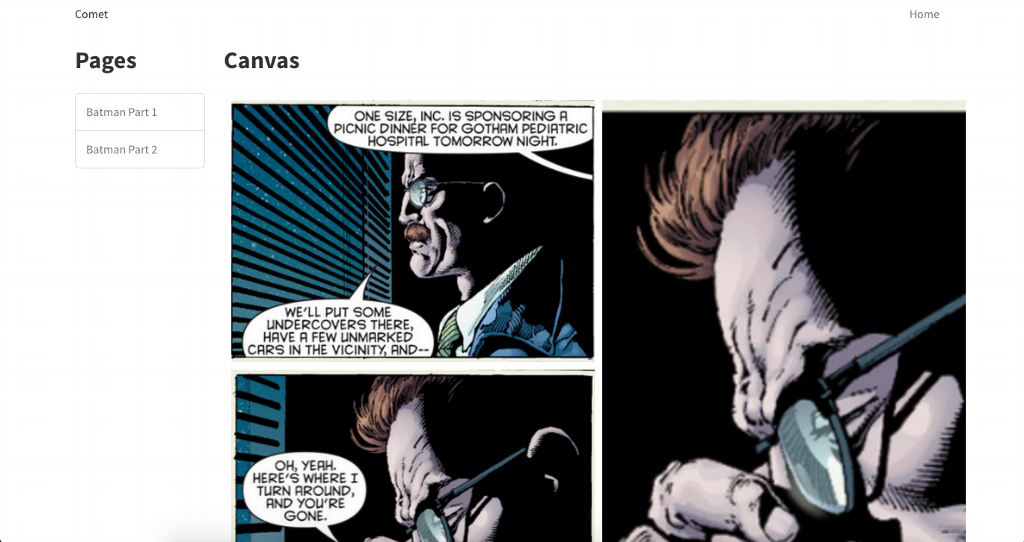 Comet
Home
Pages
Canvas
Batman Part 1
Batman Part 2
ONE SIZE, INC. IS SPONSORING A
PICNIC DINNER FOR GOTHAM PEDIATRIC
HOSPITAL TOMORROW NIGHT.
WE'LL PUT SOME
UNDERCOVERS THERE,
HAVE A FEW UNMARKED
CARS IN THE VICINITY, AND--
OH, YEAH.
HERE'S WHERE I
TURN AROUND,
AND YOU'RE
GONE.